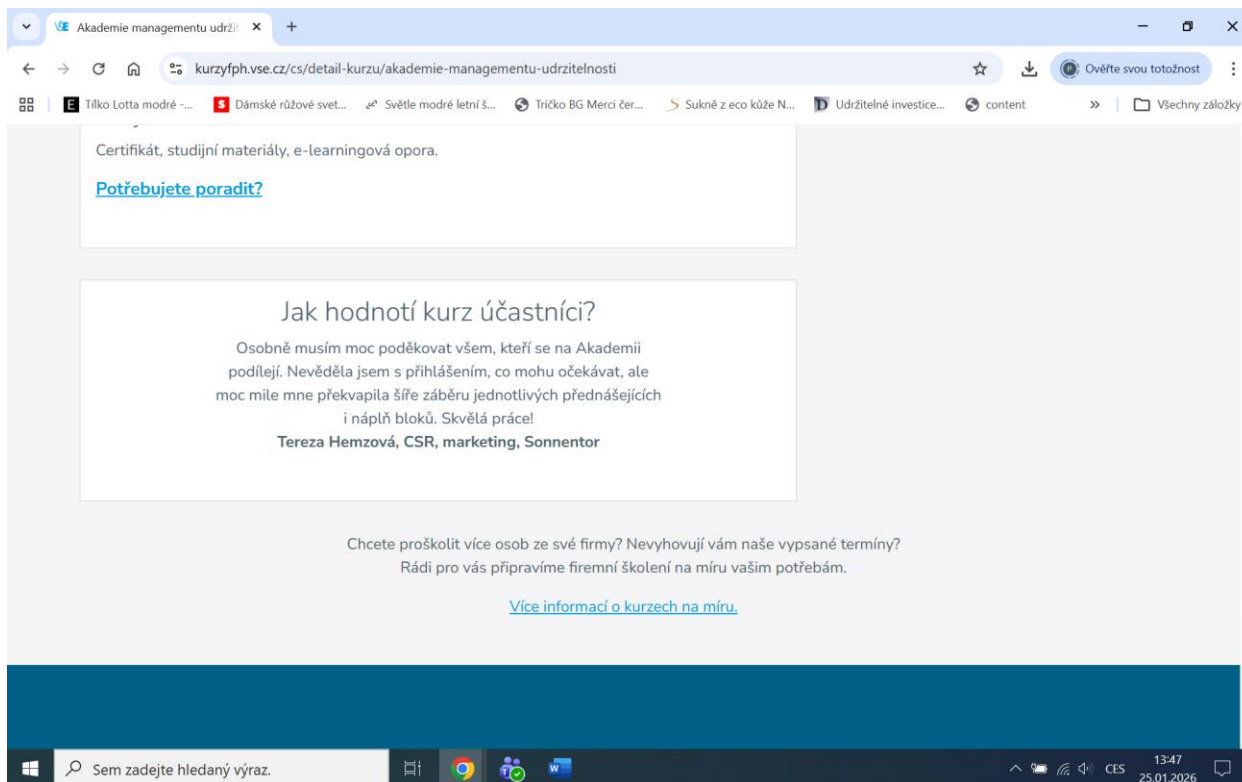 Akademie managementu udrži
kurzyfph.vse.cz/cs/detail-kurzu/akademie-managementu-udrzitelnosti
Ověřte svou totožnost
Tílko Lotta modré -...
Dámské růžové svet...
Světle modré letní š...
Tričko BG Merci čer...
Sukně z eco kůže N...
Udržitelné investice...
content
»
Všechny záložky
Certifikát, studijní materiály, e-learningová opora.
Potřebujete poradit?
Jak hodnotí kurz účastníci?
Osobně musím moc poděkovat všem, kteří se na Akademii
podílejí. Nevěděla jsem s přihlášením, co mohu očekávat, ale
moc mile mne překvapila šíře záběru jednotlivých přednášejících
i náplň bloků. Skvělá práce!
Tereza Hemzová, CSR, marketing, Sonnentor
Chcete proškolit více osob ze své firmy? Nevyhovují vám naše vypsané termíny?
Rádi pro vás připravíme firemní školení na míru vašim potřebám.
Více informací o kurzech na míru.
Sem zadejte hledaný výraz.
CES
13:47
25.01.2026